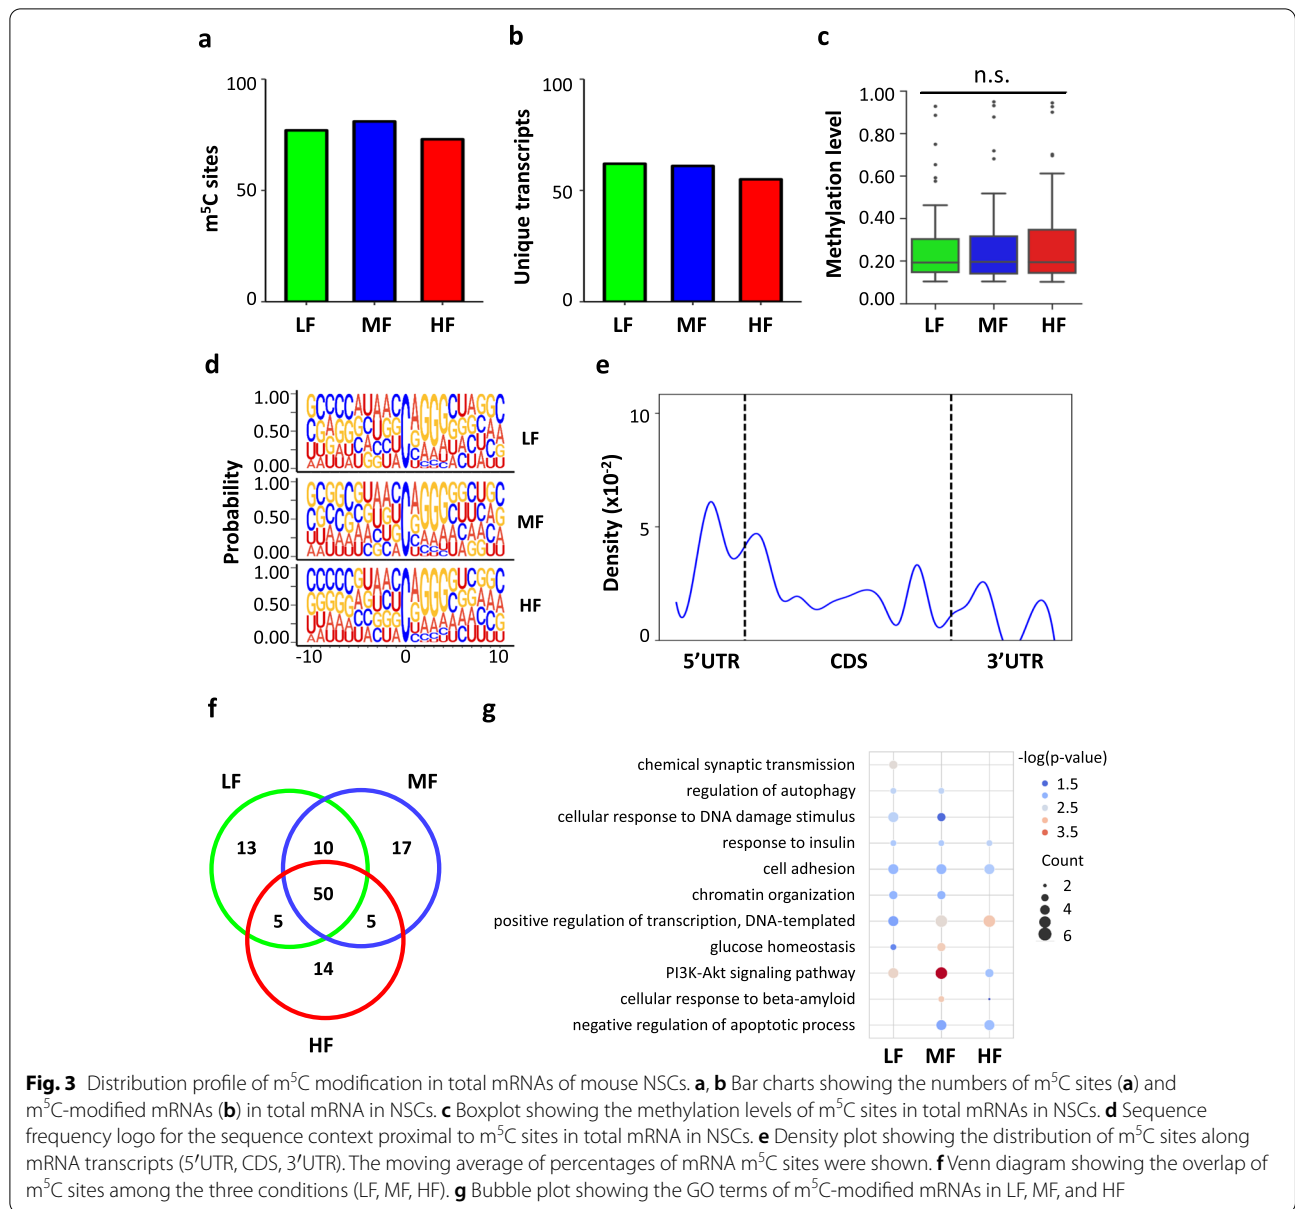 a
100
50
0
m⁵C sites
LF MF HF
b
100
50
0
Unique transcripts
LF MF HF
c
n.s.
1.00
0.80
0.60
0.40
0.20
0.00
Methylation level
LF MF HF
d
Probability
1.00
0.50
0.00
LF
1.00
0.50
0.00
MF
1.00
0.50
0.00
HF
-10 0 10
e
Density (x10⁻²)
10
5
0
5’UTR CDS 3’UTR
f
LF MF
13 10 17
50
5 5
14
HF
g
chemical synaptic transmission
regulation of autophagy
cellular response to DNA damage stimulus
response to insulin
cell adhesion
chromatin organization
positive regulation of transcription, DNA-templated
glucose homeostasis
PI3K-Akt signaling pathway
cellular response to beta-amyloid
negative regulation of apoptotic process
LF MF HF
-log(p-value)
1.5
2.5
3.5
Count
2
4
6
Fig. 3 Distribution profile of m⁵C modification in total mRNAs of mouse NSCs. a, b Bar charts showing the numbers of m⁵C sites (a) and
m⁵C-modified mRNAs (b) in total mRNA in NSCs. c Boxplot showing the methylation levels of m⁵C sites in total mRNAs in NSCs. d Sequence
frequency logo for the sequence context proximal to m⁵C sites in total mRNA in NSCs. e Density plot showing the distribution of m⁵C sites along
mRNA transcripts (5′UTR, CDS, 3′UTR). The moving average of percentages of mRNA m⁵C sites were shown. f Venn diagram showing the overlap of
m⁵C sites among the three conditions (LF, MF, HF). g Bubble plot showing the GO terms of m⁵C-modified mRNAs in LF, MF, and HF